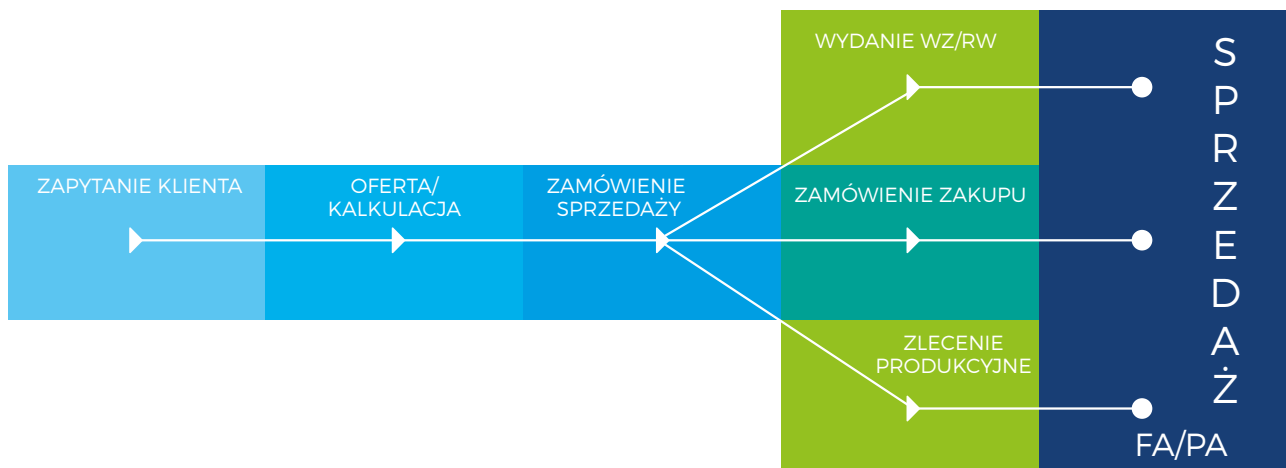 WYDANIE WZ/RW
ZAPYTANIE KLIENTA
OFERTA/
KALKULACJA
ZAMÓWIENIE
SPRZEDAŻY
ZAMÓWIENIE ZAKUPU
ZLECENIE
PRODUKCYJNE
S
P
R
Z
E
D
A
Ż
FA/PA